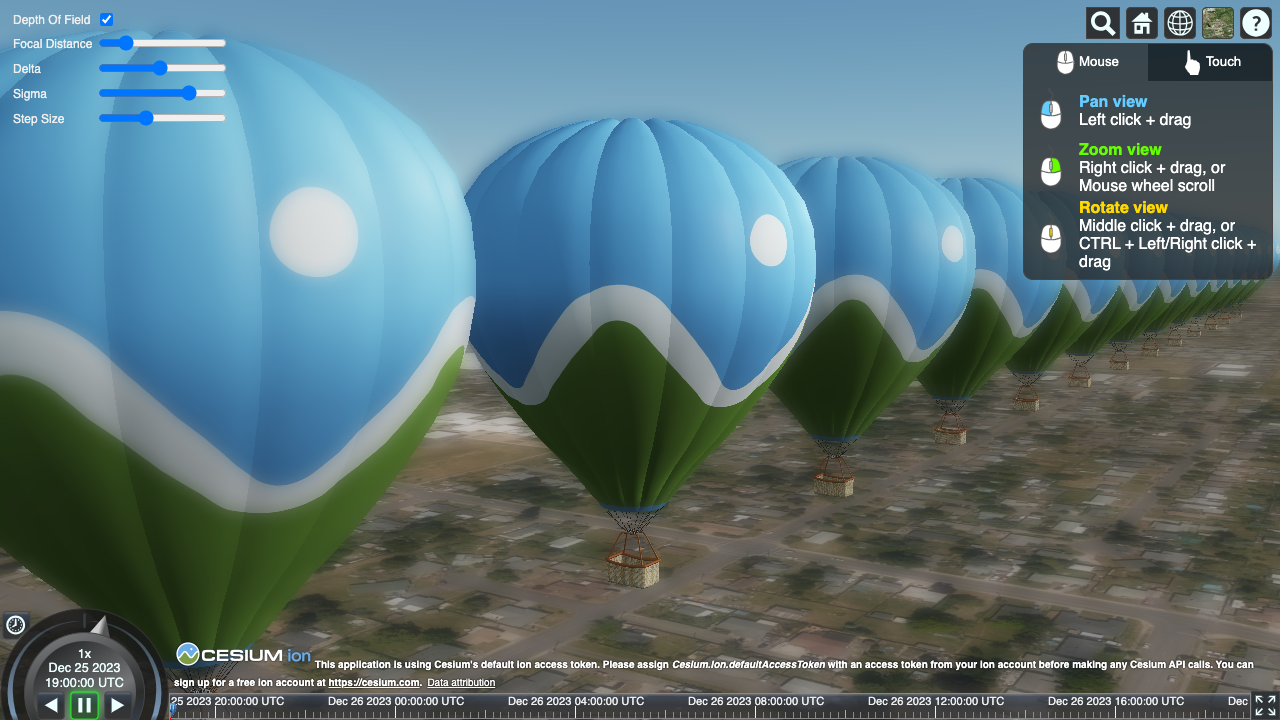 Depth Of Field
Focal Distance
Delta
Sigma
Step Size
Mouse
Touch
Pan view
Left click + drag
Zoom view
Right click + drag, or
Mouse wheel scroll
Rotate view
Middle click + drag, or
CTRL + Left/Right click +
drag
1x
Dec 25 2023
19:00:00 UTC
CESIUM ion
This application is using Cesium's default ion access token. Please assign Cesium.Ion.defaultAccessToken with an access token from your ion account before making any Cesium API calls. You can
sign up for a free ion account at https://cesium.com. Data attribution
25 2023 20:00:00 UTC
Dec 26 2023 00:00:00 UTC
Dec 26 2023 04:00:00 UTC
Dec 26 2023 08:00:00 UTC
Dec 26 2023 12:00:00 UTC
Dec 26 2023 16:00:00 UTC
Dec